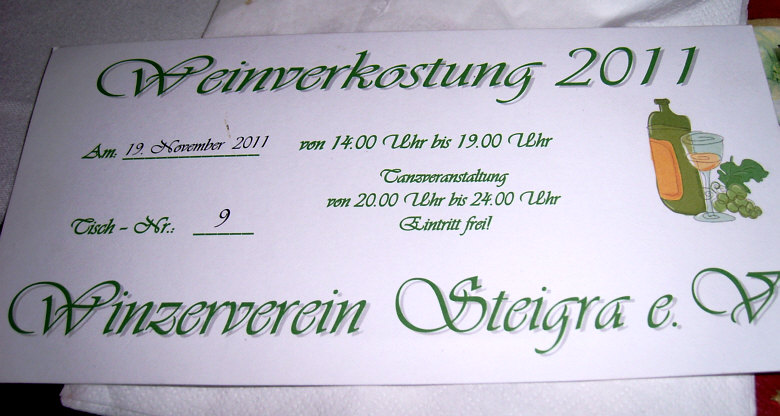 Weinverkostung 2011
Am: 19. November 2011 von 14.00 Uhr bis 19.00 Uhr
Tanzveranstaltung
von 20.00 Uhr bis 24.00 Uhr
Tisch - Nr.: 9 Eintritt frei!
Winzerverein Steigra e. V